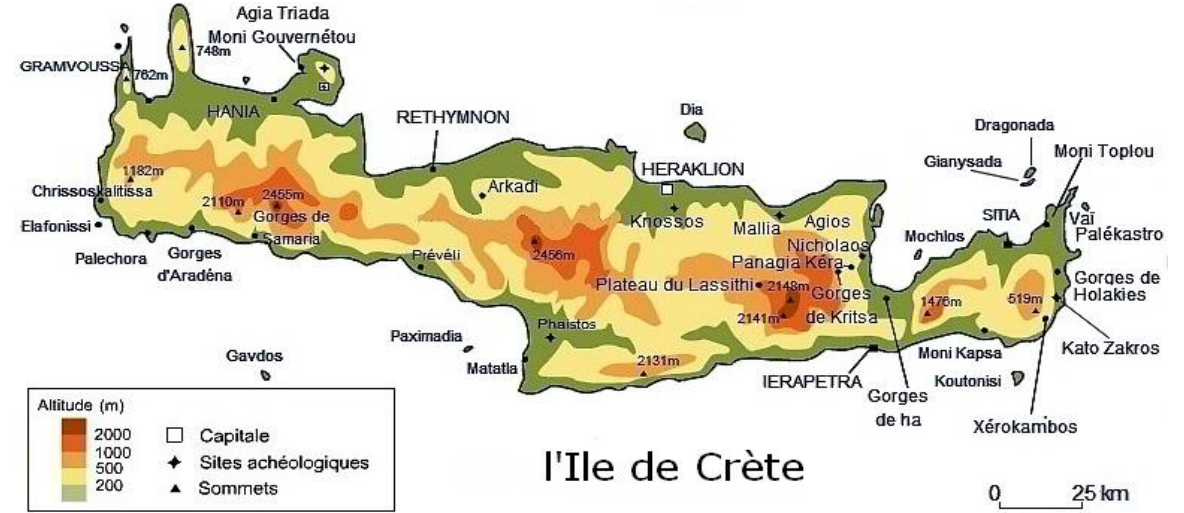 Agia Triada
Moni Gouvernétou
748m
GRAMVOUSSA
762m
HANIA
RETHYMNON
Dia
Dragonada
Moni Toplou
Gianysada
1182m
Chrissoskalitissa
2110m
2455m
Gorges de
Samaria
Elafonissi
Palechora
Gorges
d'Aradéna
Arkadi
Prévéli
2456m
HERAKLION
Knossos
Mallia
Agios
Nicholaos
Panagia Kéra
Plateau du Lassithi
2148m
2141m
Gorges
de Kritsa
Mochlos
SITIA
Vaï
Palékastro
Gorges de
Holakies
1476m
519m
Kato Zakros
Phaistos
Paximadia
Matatla
2131m
IERAPETRA
Gorges
de ha
Moni Kapsa
Koutonisi
Xérokambos
Gavdos
Altitude (m)
2000
1000
500
200
Capitale
Sites achéologiques
Sommets
l'Ile de Crète
0 25 km